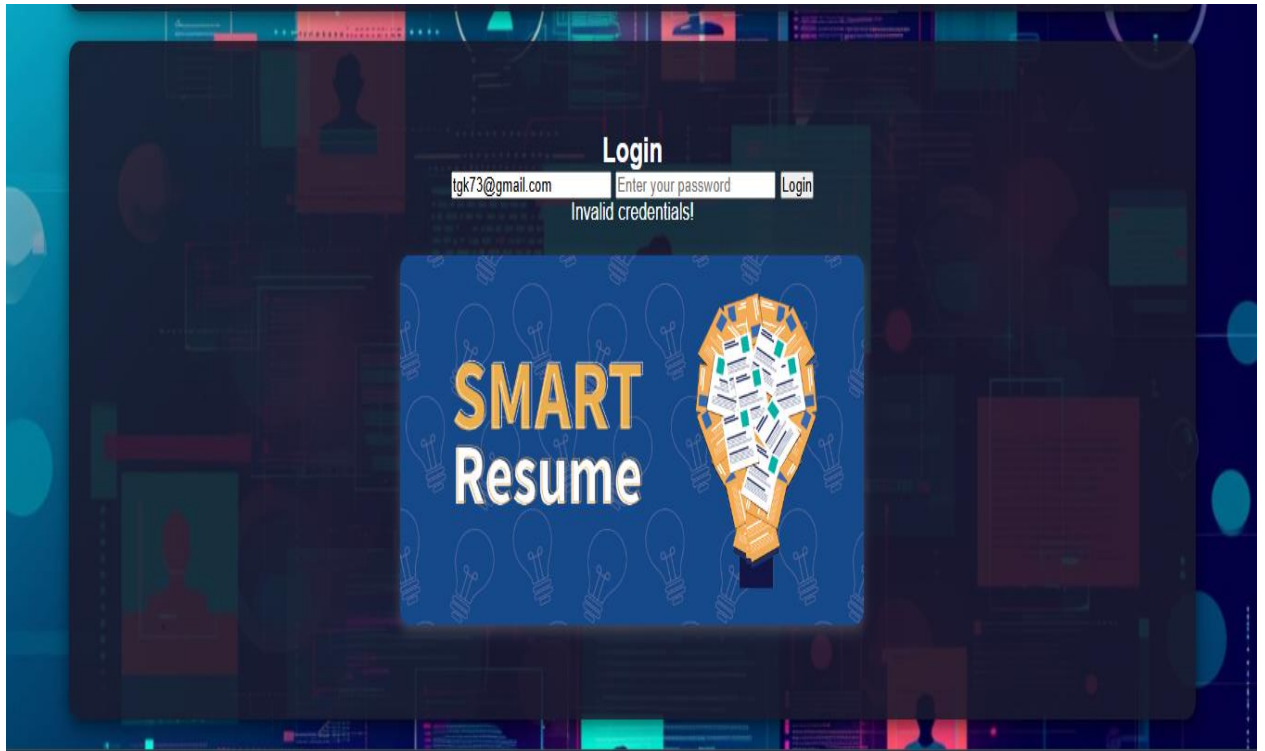 Login
tgk73@gmail.com Enter your password Login
Invalid credentials!
SMART
Resume